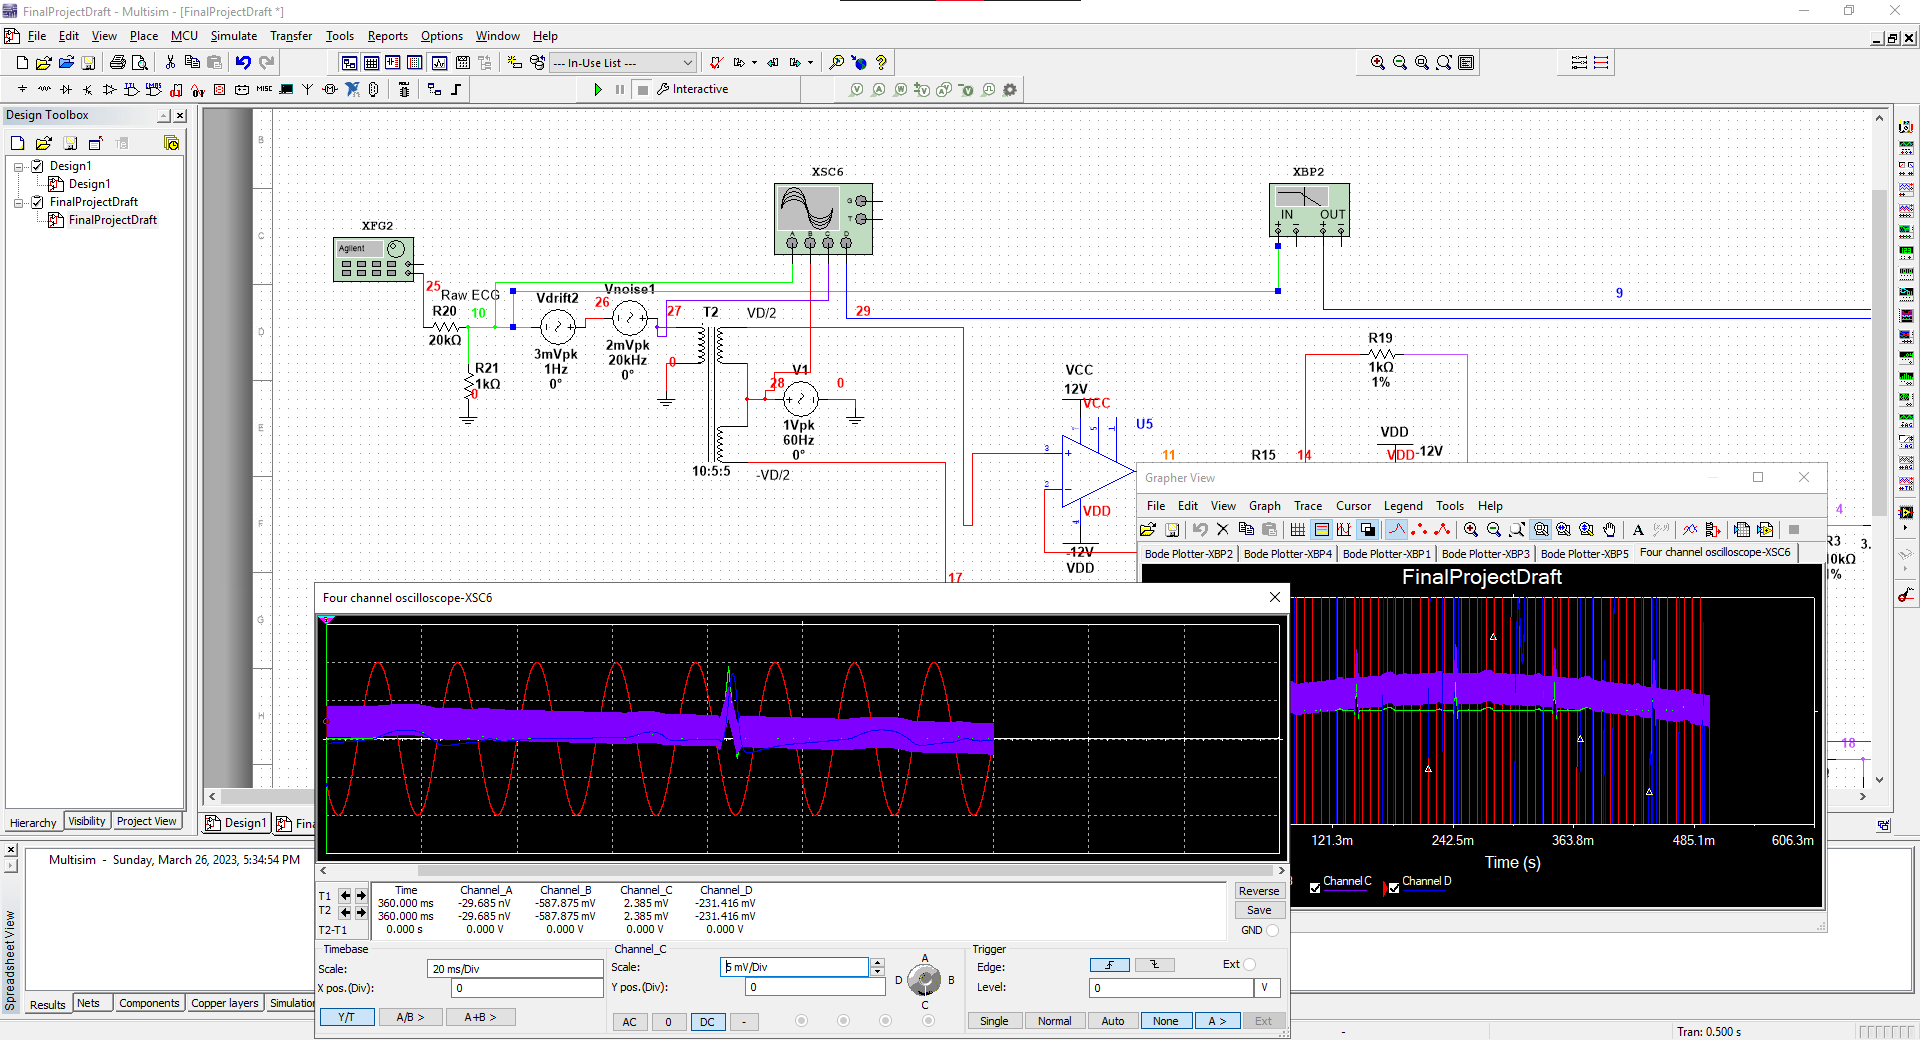 FinalProjectDraft - Multisim - [FinalProjectDraft *]
File Edit View Place MCU Simulate Transfer Tools Reports Options Window Help
--- In-Use List ---
Interactive
Design Toolbox
Design1
Design1
FinalProjectDraft
FinalProjectDraft
Hierarchy Visibility Project View
XFG2
Agilent
25
Raw ECG
R20
10
20kΩ
R21
1kΩ
0
Vdrift2
3mVpk
1Hz
0°
26
Vnoise1
2mVpk
20kHz
0°
27
0
T2
VD/2
10:5:5
-VD/2
28
V1
0
1Vpk
60Hz
0°
XSC6
G
T
A B C D
29
XBP2
IN OUT
9
R19
1kΩ
1%
VCC
12V
VCC
U5
3
2
7
5
1
4
VDD
-12V
VDD
11
R15
14
VDD
VDD
-12V
17
4
R3
10kΩ
1%
3.
18
B
C
D
E
F
G
H
Design1
Fina
Grapher View
File Edit View Graph Trace Cursor Legend Tools Help
Bode Plotter-XBP2 Bode Plotter-XBP4 Bode Plotter-XBP1 Bode Plotter-XBP3 Bode Plotter-XBP5 Four channel oscilloscope-XSC6
FinalProjectDraft
121.3m 242.5m 363.8m 485.1m 606.3m
Time (s)
Channel C Channel D
Four channel oscilloscope-XSC6
Time Channel_A Channel_B Channel_C Channel_D
T1 360.000 ms -29.685 nV -587.875 mV 2.385 mV -231.416 mV
T2 360.000 ms -29.685 nV -587.875 mV 2.385 mV -231.416 mV
T2-T1 0.000 s 0.000 V 0.000 V 0.000 V 0.000 V
Reverse
Save
GND
Timebase
Scale: 20 ms/Div
X pos.(Div): 0
Y/T A/B > A+B >
Channel_C
Scale: 5 mV/Div
Y pos.(Div): 0
AC 0 DC -
A
D B
C
Trigger
Edge: Ext
Level: 0 V
Single Normal Auto None A > Ext
Spreadsheet View
Multisim - Sunday, March 26, 2023, 5:34:54 PM
Results Nets Components Copper layers Simulation
- Tran: 0.500 s